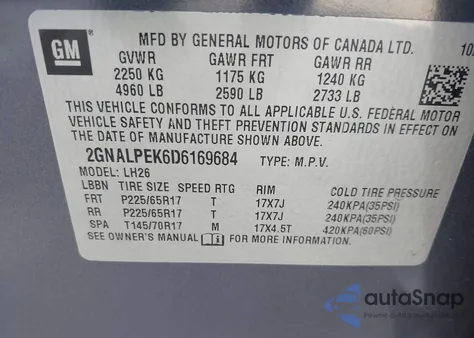 GM
MFD BY GENERAL MOTORS OF CANADA LTD.
GVWR GAWR FRT GAWR RR
2250 KG 1175 KG 1240 KG
4960 LB 2590 LB 2733 LB
THIS VEHICLE CONFORMS TO ALL APPLICABLE U.S. FEDERAL MOTOR
VEHICLE SAFETY AND THEFT PREVENTION STANDARDS IN EFFECT ON
THE DATE OF MANUFACTURE SHOWN ABOVE.
2GNALPEK6D6169684 TYPE: M.P.V.
MODEL: LH26
LBBN TIRE SIZE SPEED RTG RIM COLD TIRE PRESSURE
FRT P225/65R17 T 17X7J 240KPA(35PSI)
RR P225/65R17 T 17X7J 240KPA(35PSI)
SPA T145/70R17 M 17X4.5T 420KPA(60PSI)
SEE OWNER'S MANUAL FOR MORE INFORMATION
autoSnap